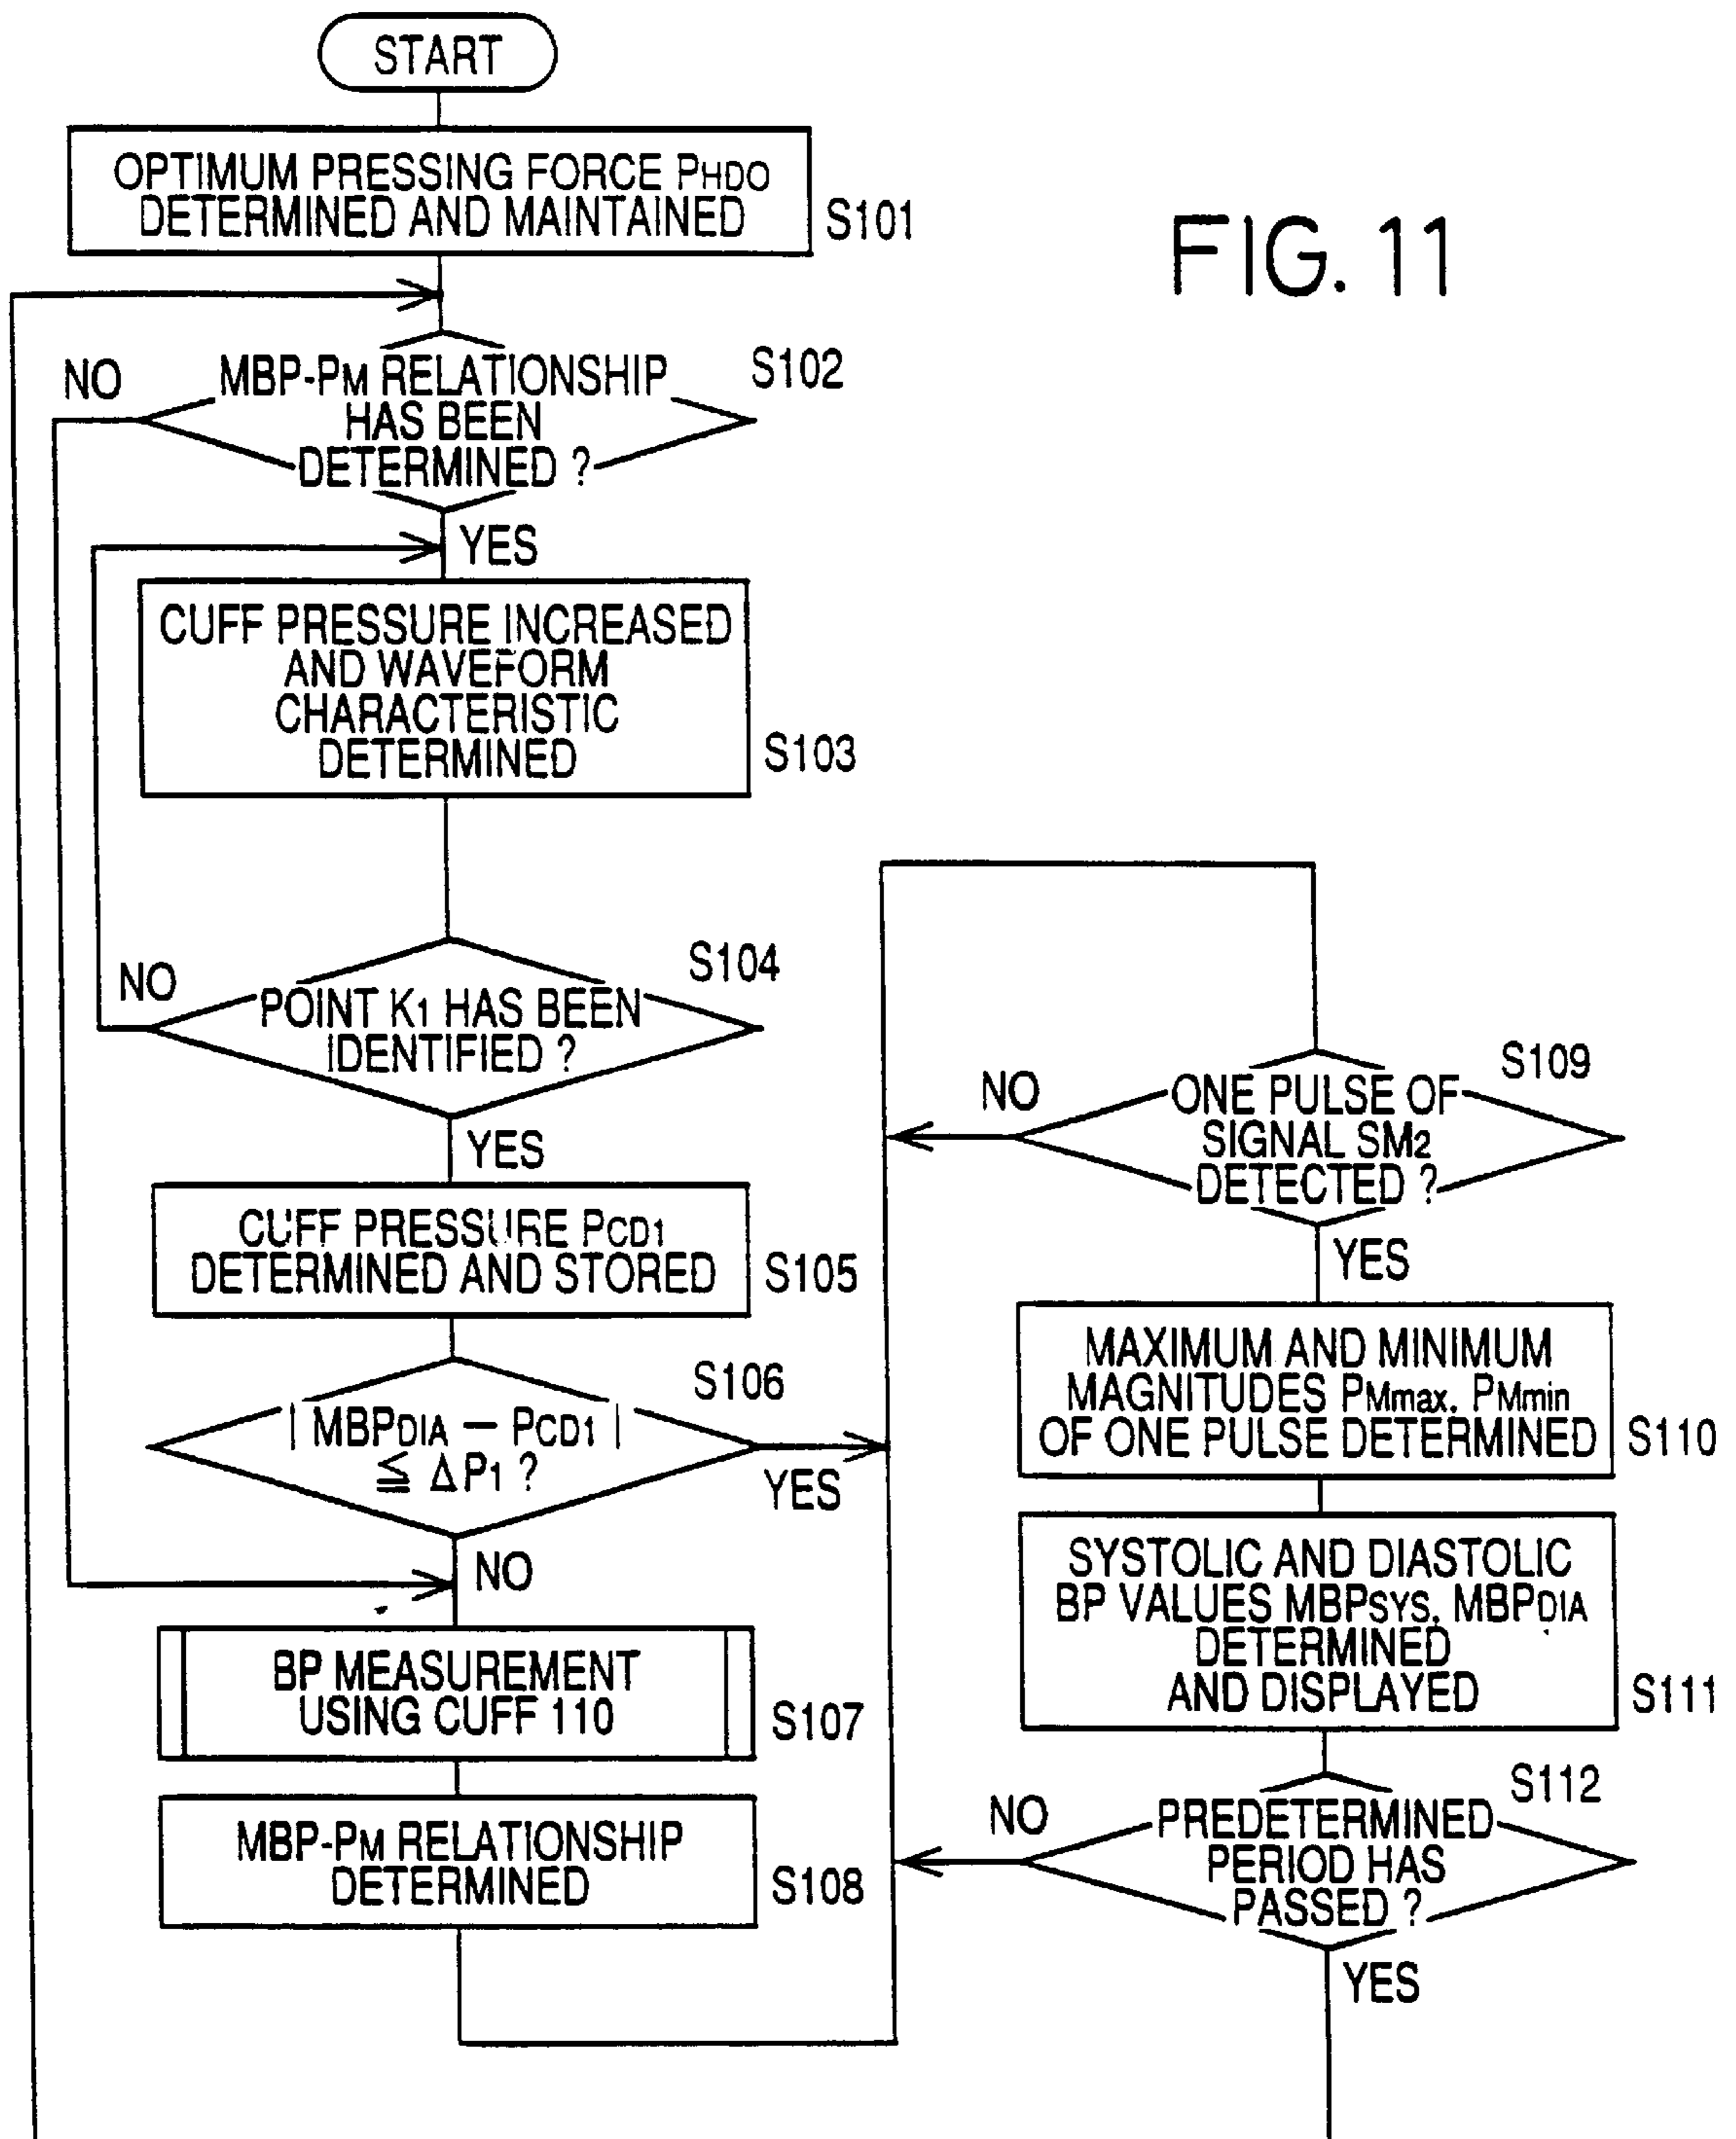 START
OPTIMUM PRESSING FORCE PHDO
DETERMINED AND MAINTAINED
S101
FIG. 11
NO
MBP-PM RELATIONSHIP
HAS BEEN
DETERMINED ?
S102
YES
CUFF PRESSURE INCREASED
AND WAVEFORM
CHARACTERISTIC
DETERMINED
S103
NO
POINT K1 HAS BEEN
IDENTIFIED ?
S104
YES
CUFF PRESSURE PCD1
DETERMINED AND STORED
S105
| MBPDIA − PCD1 |
≦ ΔP1 ?
S106
YES
NO
BP MEASUREMENT
USING CUFF 110
S107
MBP-PM RELATIONSHIP
DETERMINED
S108
NO
ONE PULSE OF
SIGNAL SM2
DETECTED ?
S109
YES
MAXIMUM AND MINIMUM
MAGNITUDES PMmax, PMmin
OF ONE PULSE DETERMINED
S110
SYSTOLIC AND DIASTOLIC
BP VALUES MBPSYS, MBPDIA
DETERMINED
AND DISPLAYED
S111
NO
PREDETERMINED
PERIOD HAS
PASSED ?
S112
YES